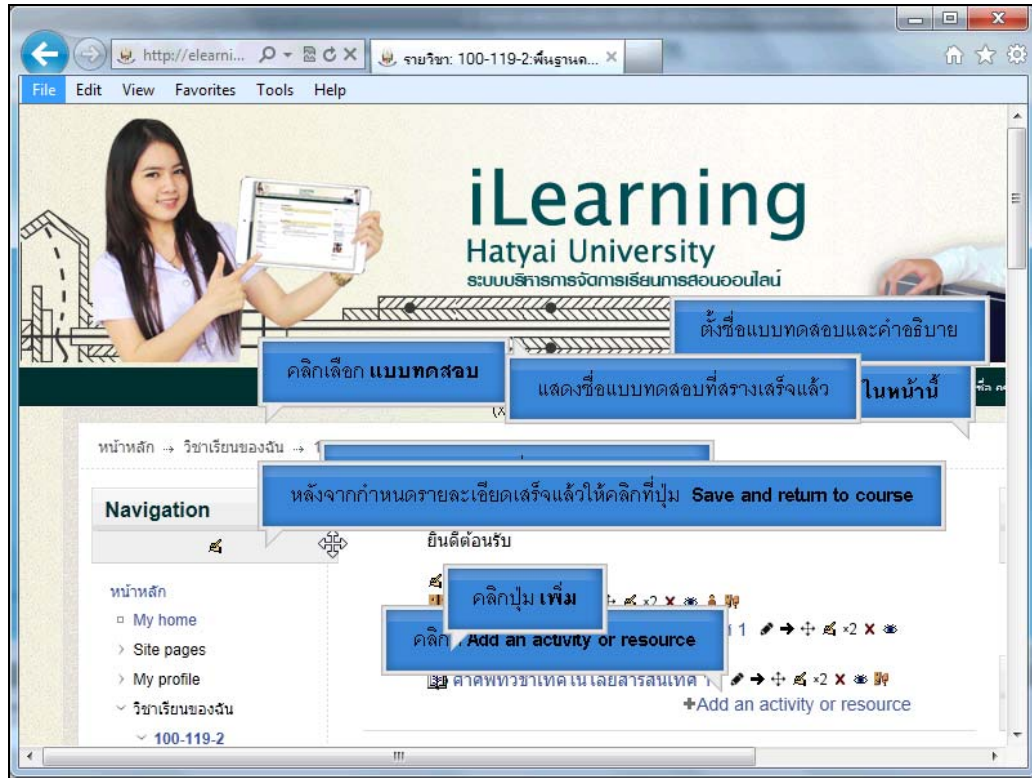 http://elearni...
รายวิชา: 100-119-2:พื้นฐานค...
File Edit View Favorites Tools Help
iLearning
Hatyai University
ระบบบริหารการจัดการเรียนการสอนออนไลน์
ตั้งชื่อแบบทดสอบและคำอธิบาย
คลิกเลือก แบบทดสอบ
แสดงชื่อแบบทดสอบที่สรางเสร็จแล้ว
ในหน้านี้
หน้าหลัก → วิชาเรียนของฉัน → 1
หลังจากกำหนดรายละเอียดเสร็จแล้วให้คลิกที่ปุ่ม Save and return to course
Navigation
ยินดีต้อนรับ
หน้าหลัก
คลิกปุ่ม เพิ่ม
×2
My home
1 ×2
คลิก Add an activity or resource
Site pages
My profile
×2
วิชาเรียนของฉัน
+Add an activity or resource
100-119-2